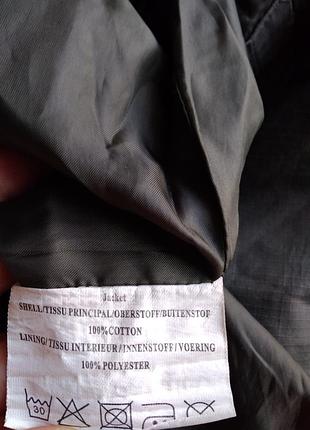 Jacket
SHELL/TISSU PRINCIPAL/OBERSTOFF/BUITENSTOF
100%COTTON
LINING/TISSU INTERIEUR/INNENSTOFF/VOERING
100% POLYESTER
30